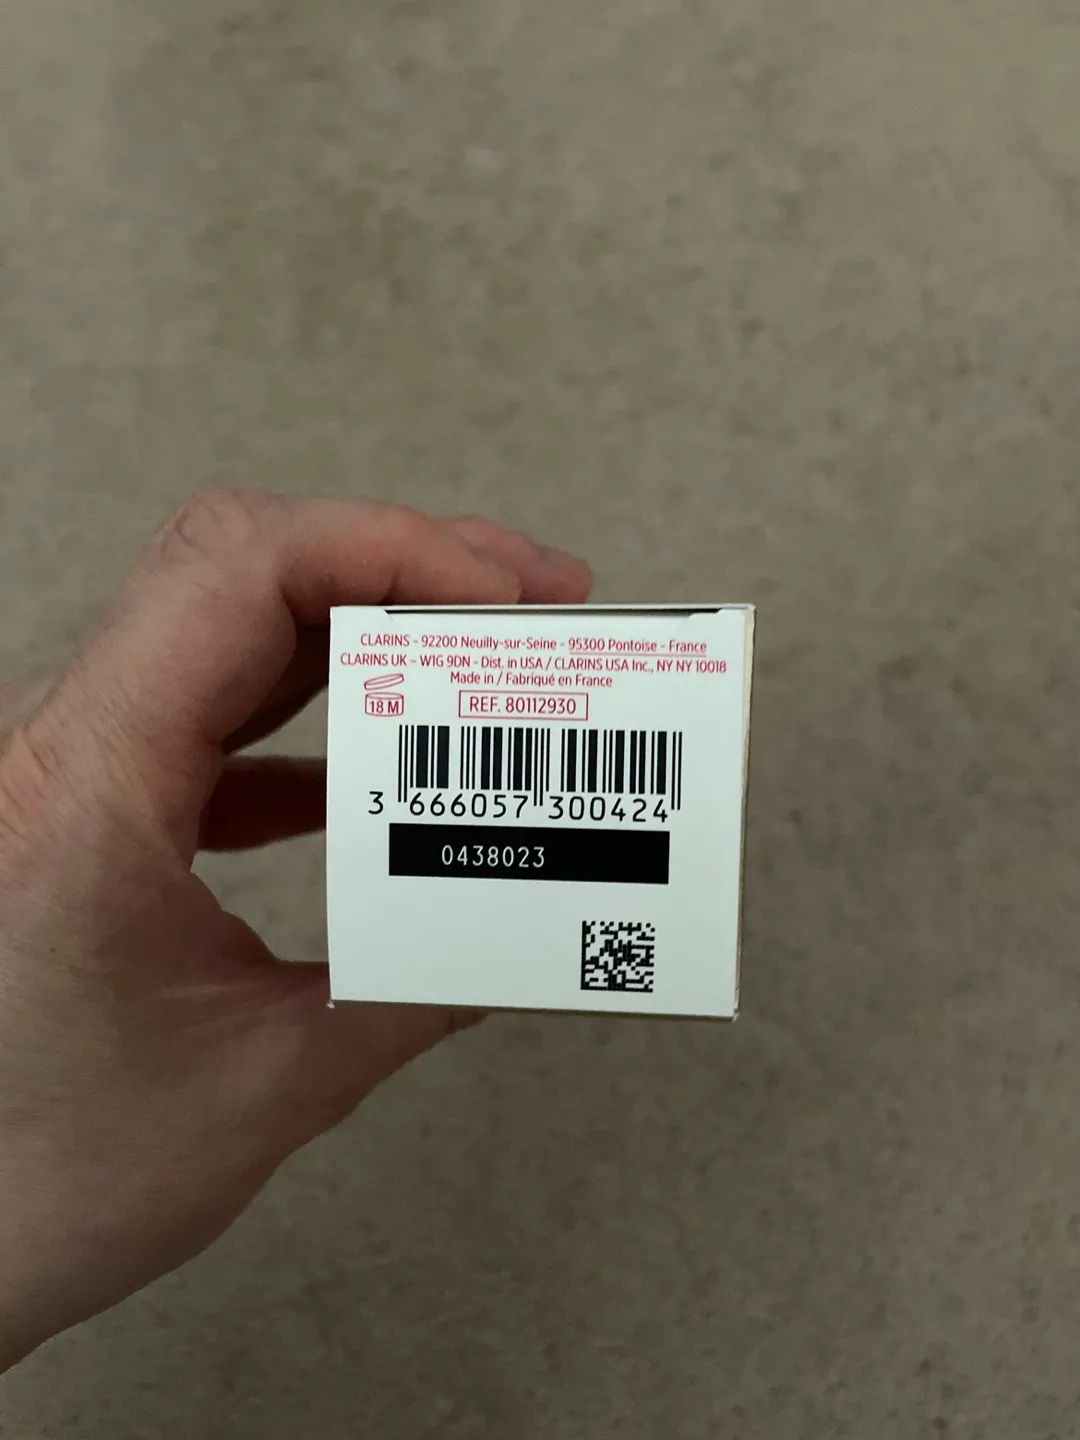 CLARINS - 92200 Neuilly-sur-Seine - 95300 Pontoise - France
CLARINS UK - W1G 9DN - Dist. in USA / CLARINS USA Inc., NY NY 10018
Made in / Fabriqué en France
18 M
REF. 80112930
3 666057 300424
0438023